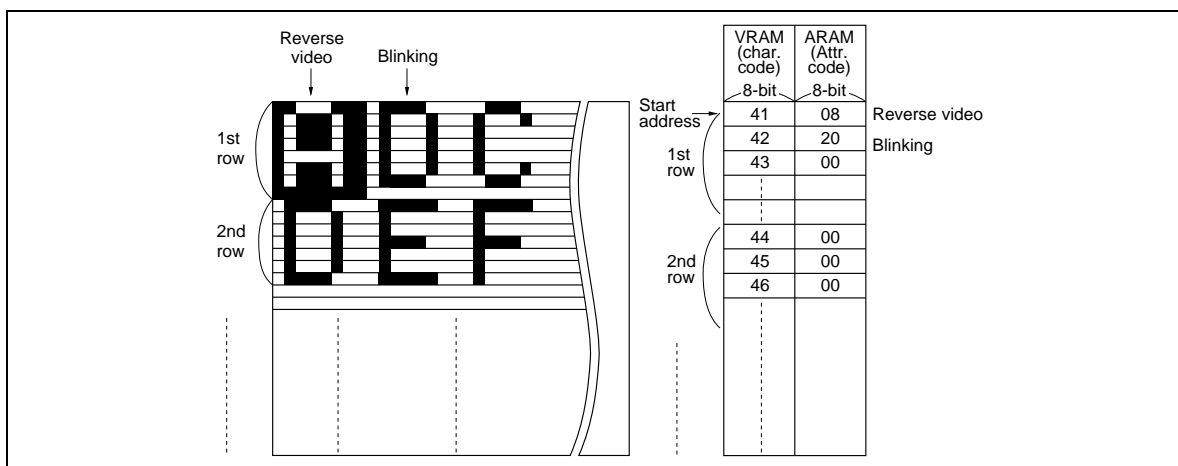 Reverse
video
Blinking
1st
row
2nd
row
A B C
D E F
VRAM
(char.
code)
ARAM
(Attr.
code)
8-bit
8-bit
Start
address
1st
row
2nd
row
41 08 Reverse video
42 20 Blinking
43 00
44 00
45 00
46 00